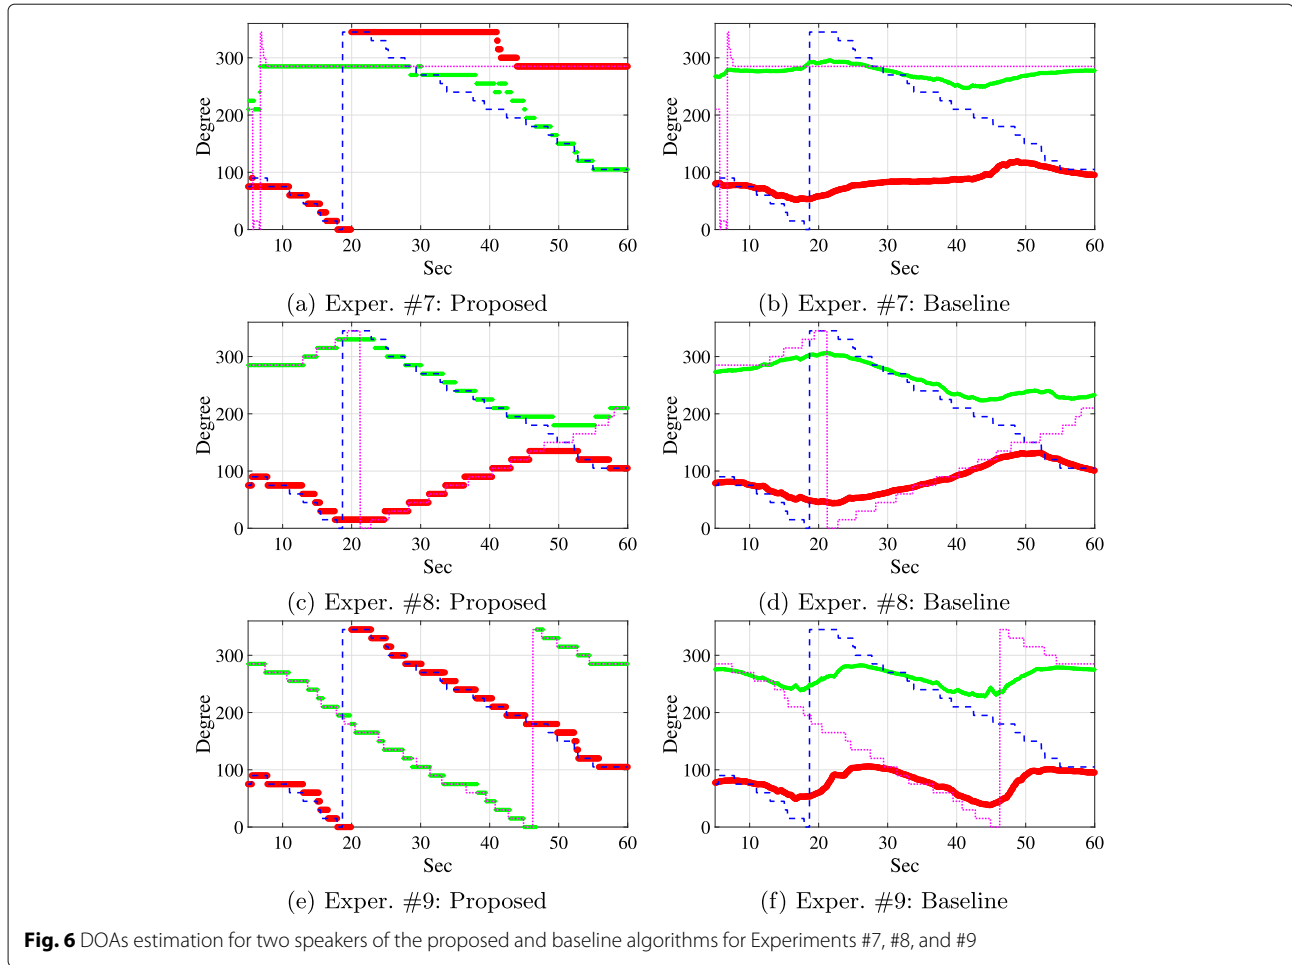 300
200
100
0
Degree
10 20 30 40 50 60
Sec
(a) Exper. #7: Proposed
300
200
100
0
Degree
10 20 30 40 50 60
Sec
(b) Exper. #7: Baseline
300
200
100
0
Degree
10 20 30 40 50 60
Sec
(c) Exper. #8: Proposed
300
200
100
0
Degree
10 20 30 40 50 60
Sec
(d) Exper. #8: Baseline
300
200
100
0
Degree
10 20 30 40 50 60
Sec
(e) Exper. #9: Proposed
300
200
100
0
Degree
10 20 30 40 50 60
Sec
(f) Exper. #9: Baseline
Fig. 6 DOAs estimation for two speakers of the proposed and baseline algorithms for Experiments #7, #8, and #9